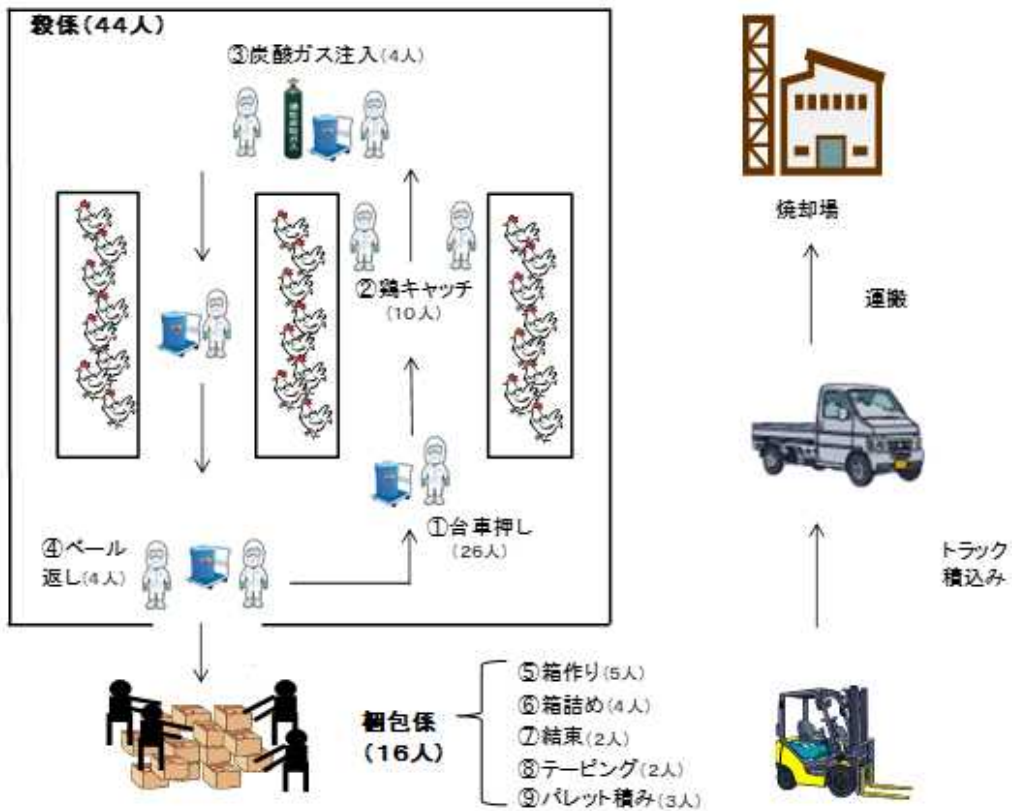 殺係(44人)
③炭酸ガス注入(4人)
②鶏キャッチ
(10人)
①台車押し
(26人)
④ペール
返し(4人)
梱包係
(16人)
⑤箱作り(5人)
⑥箱詰め(4人)
⑦結束(2人)
⑧テーピング(2人)
⑨パレット積み(3人)
焼却場
運搬
トラック
積込み